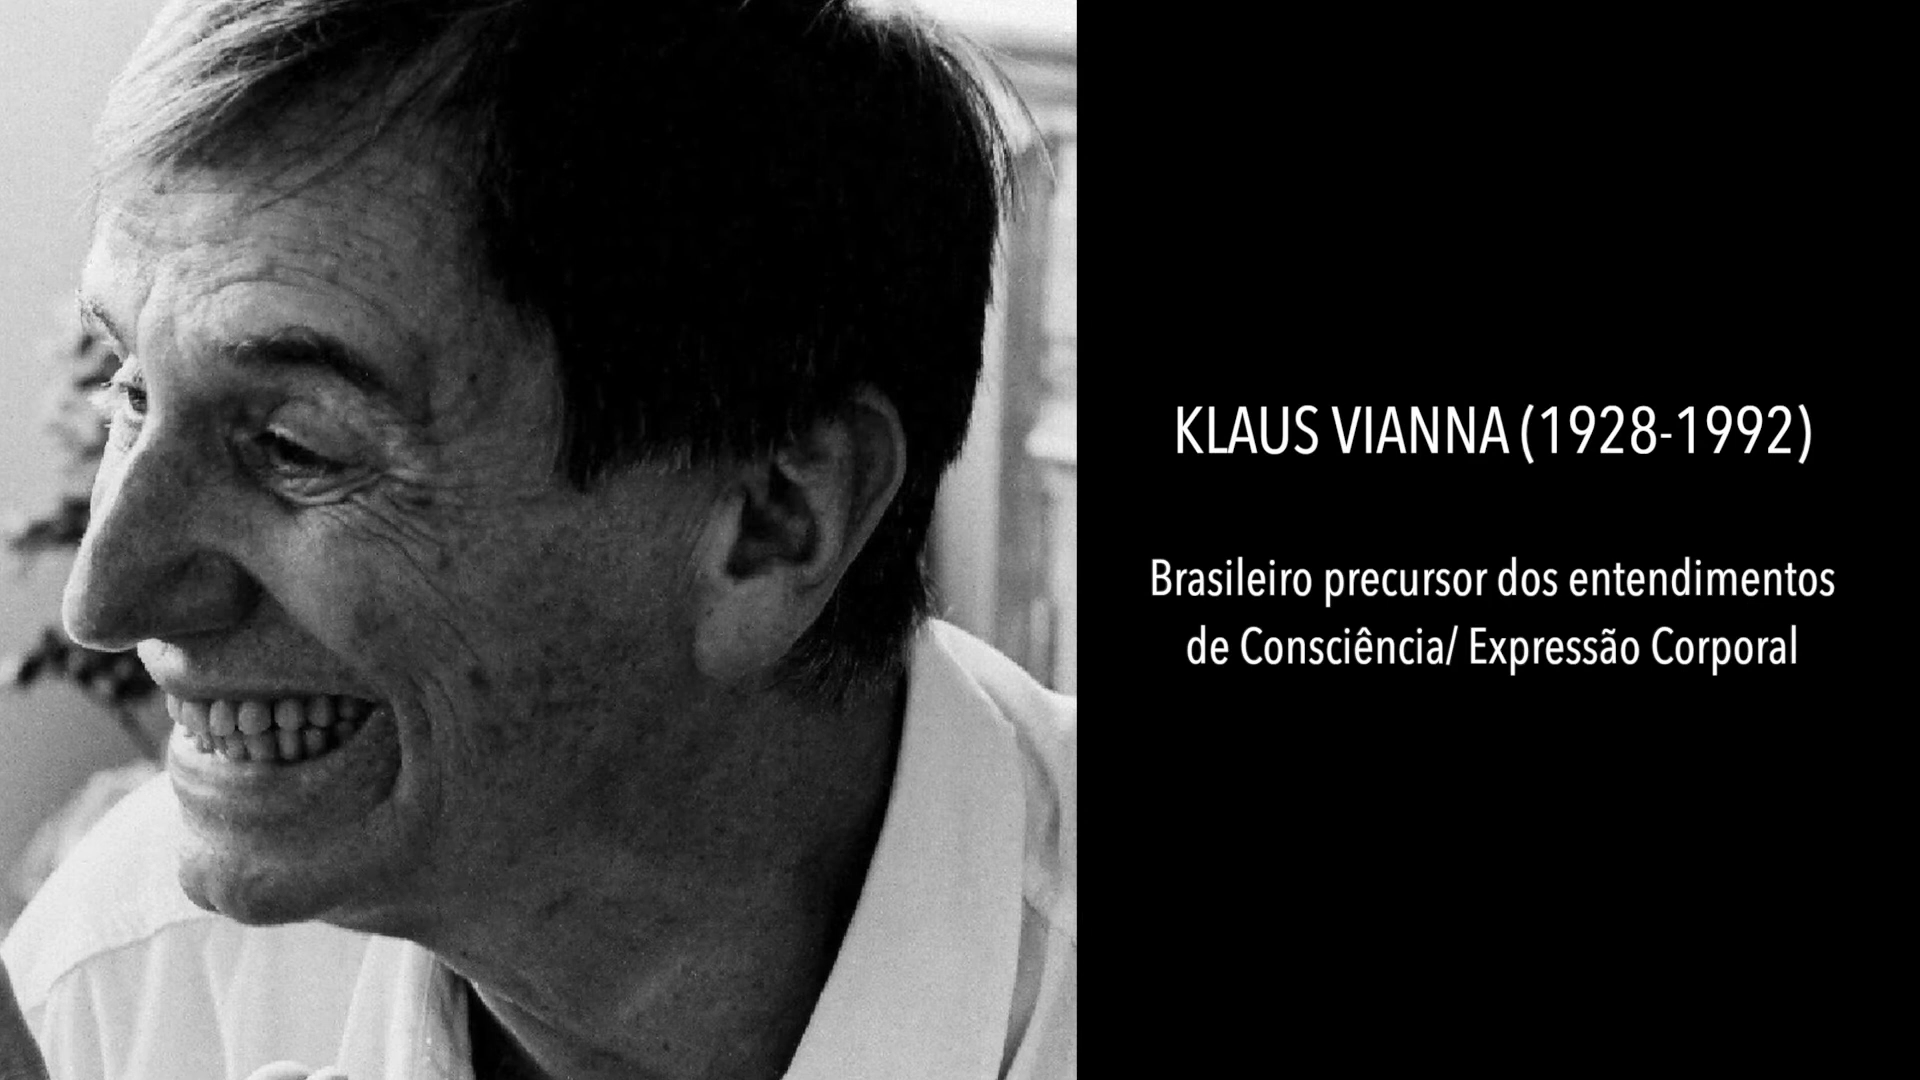 KLAUS VIANNA (1928-1992)
Brasileiro precursor dos entendimentos
de Consciência/ Expressão Corporal